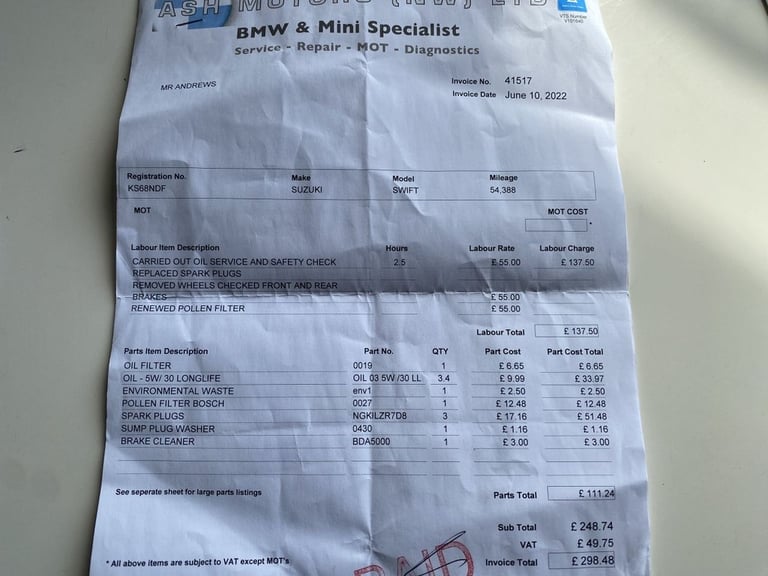 ASH MOTORS (NW) LTD
BMW & Mini Specialist
Service - Repair - MOT - Diagnostics
VTS Number
MR ANDREWS
Invoice No. 41517
Invoice Date June 10, 2022
Registration No. Make Model Mileage
KS68NDF SUZUKI SWIFT 54,388
MOT MOT COST
*
Labour Item Description Hours Labour Rate Labour Charge
CARRIED OUT OIL SERVICE AND SAFETY CHECK 2.5 £ 55.00 £ 137.50
REPLACED SPARK PLUGS
REMOVED WHEELS CHECKED FRONT AND REAR
BRAKES £ 55.00
RENEWED POLLEN FILTER £ 55.00
Labour Total £ 137.50
Parts Item Description Part No. QTY Part Cost Part Cost Total
OIL FILTER 0019 1 £ 6.65 £ 6.65
OIL - 5W/ 30 LONGLIFE OIL 03 5W /30 LL 3.4 £ 9.99 £ 33.97
ENVIRONMENTAL WASTE env1 1 £ 2.50 £ 2.50
POLLEN FILTER BOSCH 0027 1 £ 12.48 £ 12.48
SPARK PLUGS NGKILZR7D8 3 £ 17.16 £ 51.48
SUMP PLUG WASHER 0430 1 £ 1.16 £ 1.16
BRAKE CLEANER BDA5000 1 £ 3.00 £ 3.00
See seperate sheet for large parts listings Parts Total £ 111.24
Sub Total £ 248.74
VAT £ 49.75
* All above items are subject to VAT except MOT's Invoice Total £ 298.48
PAID